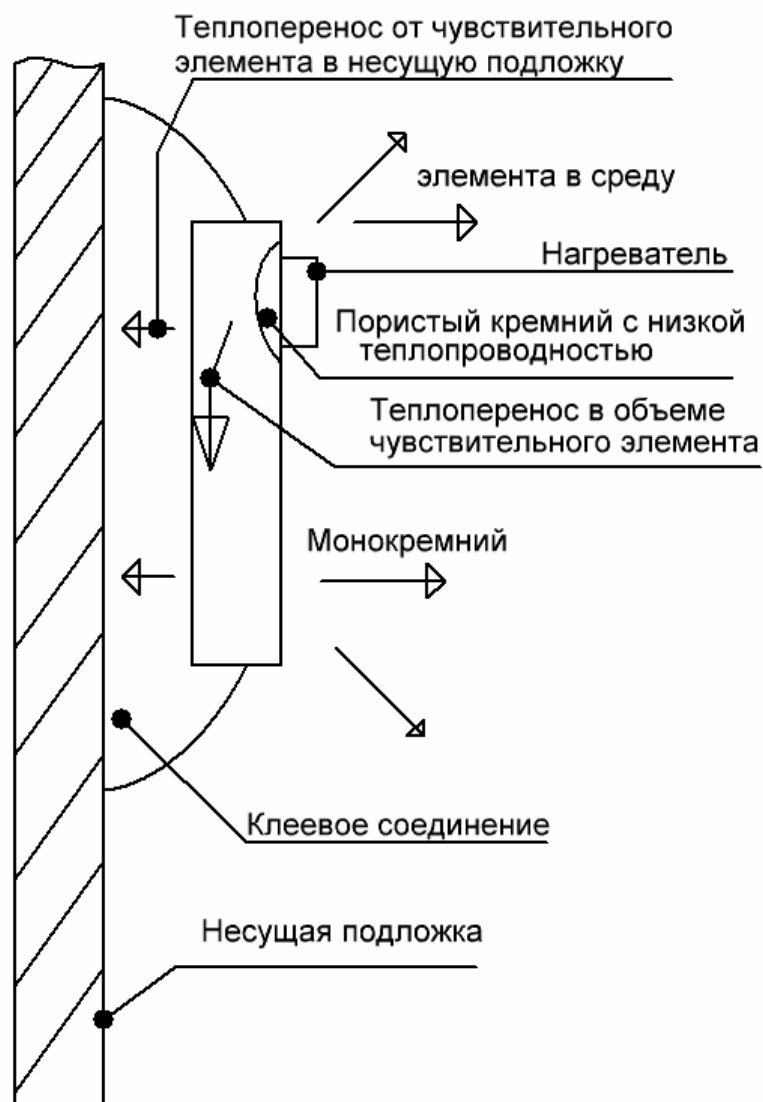 Теплоперенос от чувствительного
элемента в несущую подложку
элемента в среду
Нагреватель
Пористый кремний с низкой
теплопроводностью
Теплоперенос в объеме
чувствительного элемента
Монокремний
Клеевое соединение
Несущая подложка